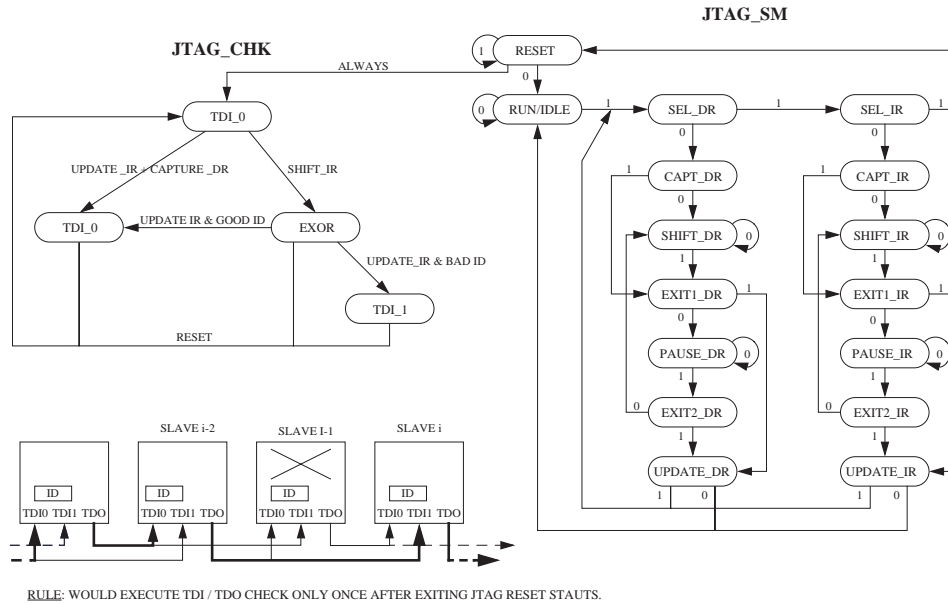 JTAG_CHK
JTAG_SM
ALWAYS
TDI_0
UPDATE _IR + CAPTURE _DR
SHIFT_IR
TDI_0
UPDATE IR & GOOD ID
EXOR
UPDATE_IR & BAD ID
TDI_1
RESET
1
RESET
0
0
RUN/IDLE
1
SEL_DR
1
SEL_IR
1
0
0
1
CAPT_DR
1
CAPT_IR
0
0
SHIFT_DR
0
SHIFT_IR
0
1
1
EXIT1_DR
1
EXIT1_IR
1
0
0
PAUSE_DR
0
PAUSE_IR
0
1
1
0
EXIT2_DR
0
EXIT2_IR
1
1
UPDATE_DR
UPDATE_IR
1
0
1
0
SLAVE i-2
SLAVE I-1
SLAVE i
ID
ID
ID
ID
TDI0 TDI1 TDO
TDI0 TDI1 TDO
TDI0 TDI1 TDO
TDI0 TDI1 TDO
RULE: WOULD EXECUTE TDI / TDO CHECK ONLY ONCE AFTER EXITING JTAG RESET STAUTS.